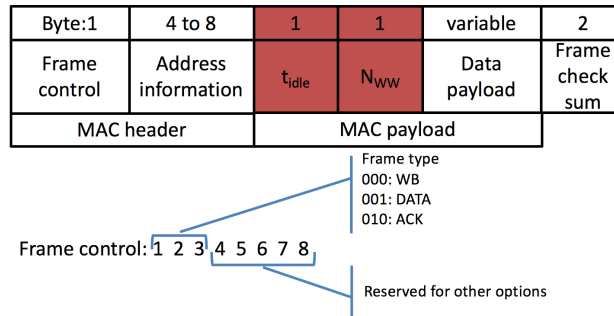 Byte:1 4 to 8 1 1 variable 2
Frame control Address information t_idle N_WW Data payload Frame check sum
MAC header MAC payload
Frame type
000: WB
001: DATA
010: ACK
Frame control: 1 2 3 4 5 6 7 8
Reserved for other options